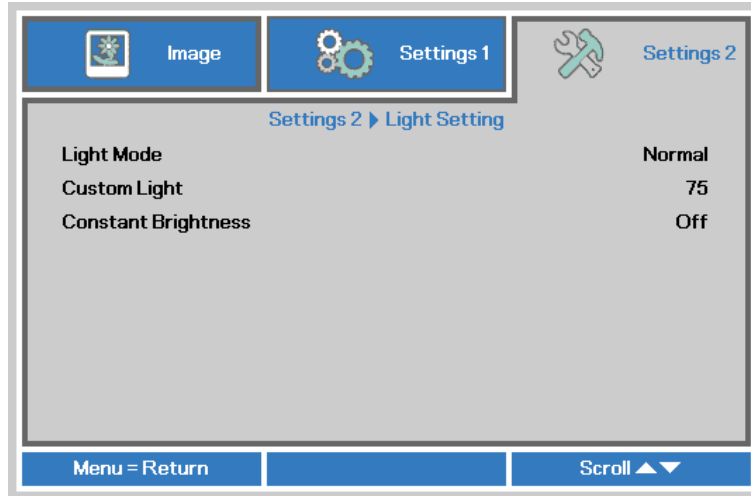 Image Settings 1 Settings 2
Settings 2 ▶ Light Setting
Light Mode Normal
Custom Light 75
Constant Brightness Off
Menu = Return Scroll ▲▼